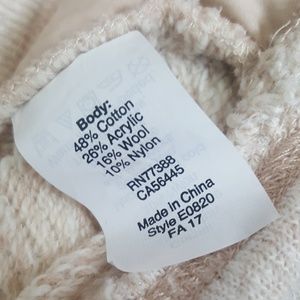 Body:
48% Cotton
26% Acrylic
16% Wool
10% Nylon
RN77388
CA56445
Made in China
Style E0820
FA 17